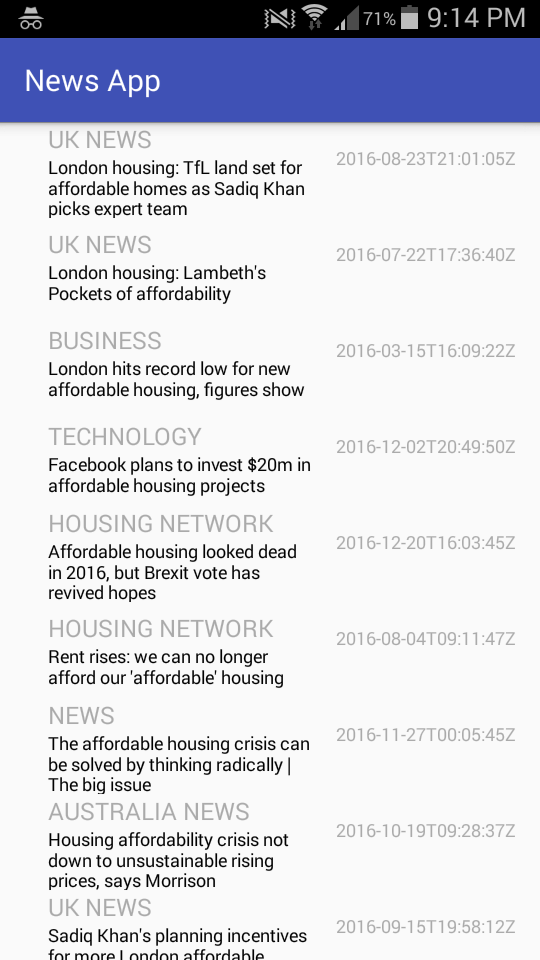 71% 9:14 PM
News App
UK NEWS
2016-08-23T21:01:05Z
London housing: TfL land set for
affordable homes as Sadiq Khan
picks expert team
UK NEWS
2016-07-22T17:36:40Z
London housing: Lambeth's
Pockets of affordability
BUSINESS
2016-03-15T16:09:22Z
London hits record low for new
affordable housing, figures show
TECHNOLOGY
2016-12-02T20:49:50Z
Facebook plans to invest $20m in
affordable housing projects
HOUSING NETWORK
2016-12-20T16:03:45Z
Affordable housing looked dead
in 2016, but Brexit vote has
revived hopes
HOUSING NETWORK
2016-08-04T09:11:47Z
Rent rises: we can no longer
afford our 'affordable' housing
NEWS
2016-11-27T00:05:45Z
The affordable housing crisis can
be solved by thinking radically |
The big issue
AUSTRALIA NEWS
2016-10-19T09:28:37Z
Housing affordability crisis not
down to unsustainable rising
prices, says Morrison
UK NEWS
2016-09-15T19:58:12Z
Sadiq Khan's planning incentives
for more London affordable